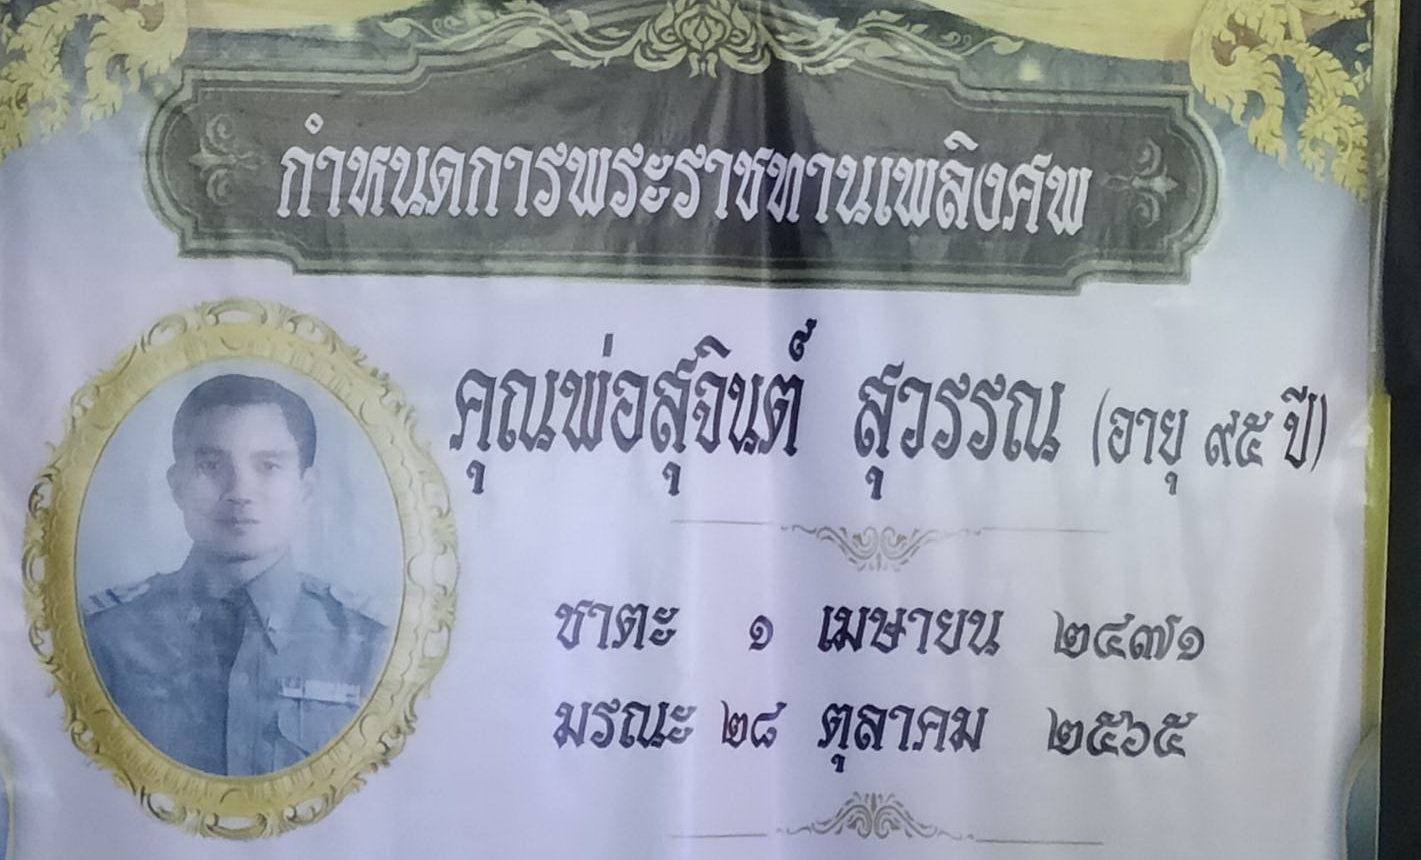 กำหนดการพระราชทานเพลิงศพ
คุณพ่อสุจินต์ สุวรรณ (อายุ ๙๕ ปี)
ชาตะ ๑ เมษายน ๒๔๗๑
มรณะ ๒๘ ตุลาคม ๒๕๖๕